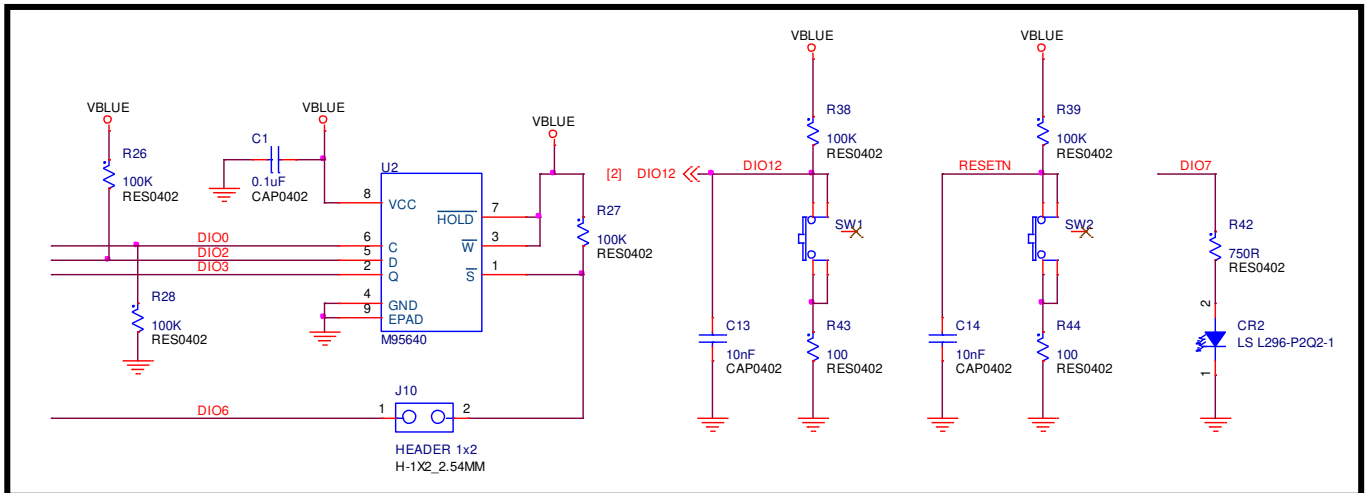 VBLUE
VBLUE
R38
R39
VBLUE
VBLUE
VBLUE
100K
RES0402
100K
RES0402
C1
R26
0.1uF
CAP0402
100K
RES0402
U2
[2] DIO12
DIO12
RESETN
DIO7
8
VCC
HOLD
7
R27
100K
RES0402
SW1
SW2
R42
750R
RES0402
DIO0
6
C
W
3
DIO2
5
D
DIO3
2
Q
S
1
R28
100K
RES0402
4
GND
9
EPAD
M95640
2
C13
10nF
CAP0402
R43
100
RES0402
C14
10nF
CAP0402
R44
100
RES0402
CR2
LS L296-P2Q2-1
1
J10
DIO6
1
2
HEADER 1x2
H-1X2_2.54MM